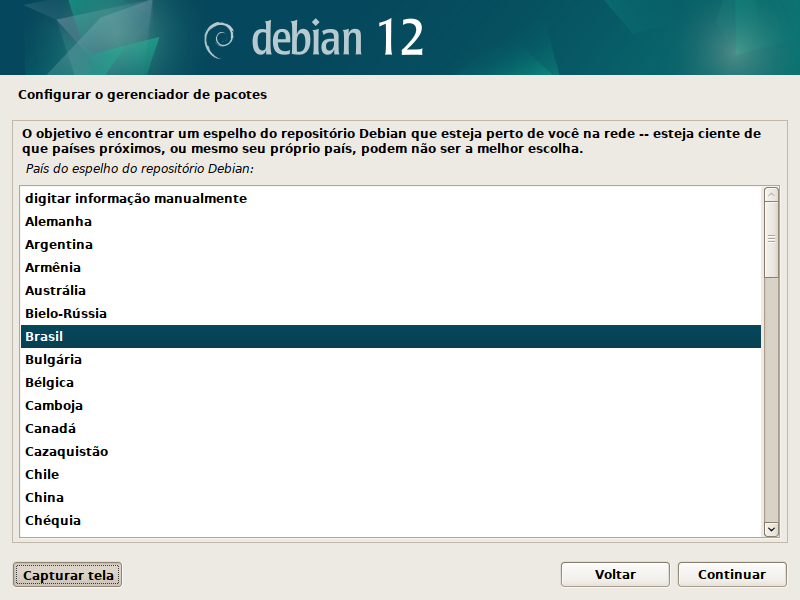 debian 12
Configurar o gerenciador de pacotes
O objetivo é encontrar um espelho do repositório Debian que esteja perto de você na rede -- esteja ciente de
que países próximos, ou mesmo seu próprio país, podem não ser a melhor escolha.
País do espelho do repositório Debian:
digitar informação manualmente
Alemanha
Argentina
Armênia
Austrália
Bielo-Rússia
Brasil
Bulgária
Bélgica
Camboja
Canadá
Cazaquistão
Chile
China
Chéquia
Capturar tela
Voltar
Continuar